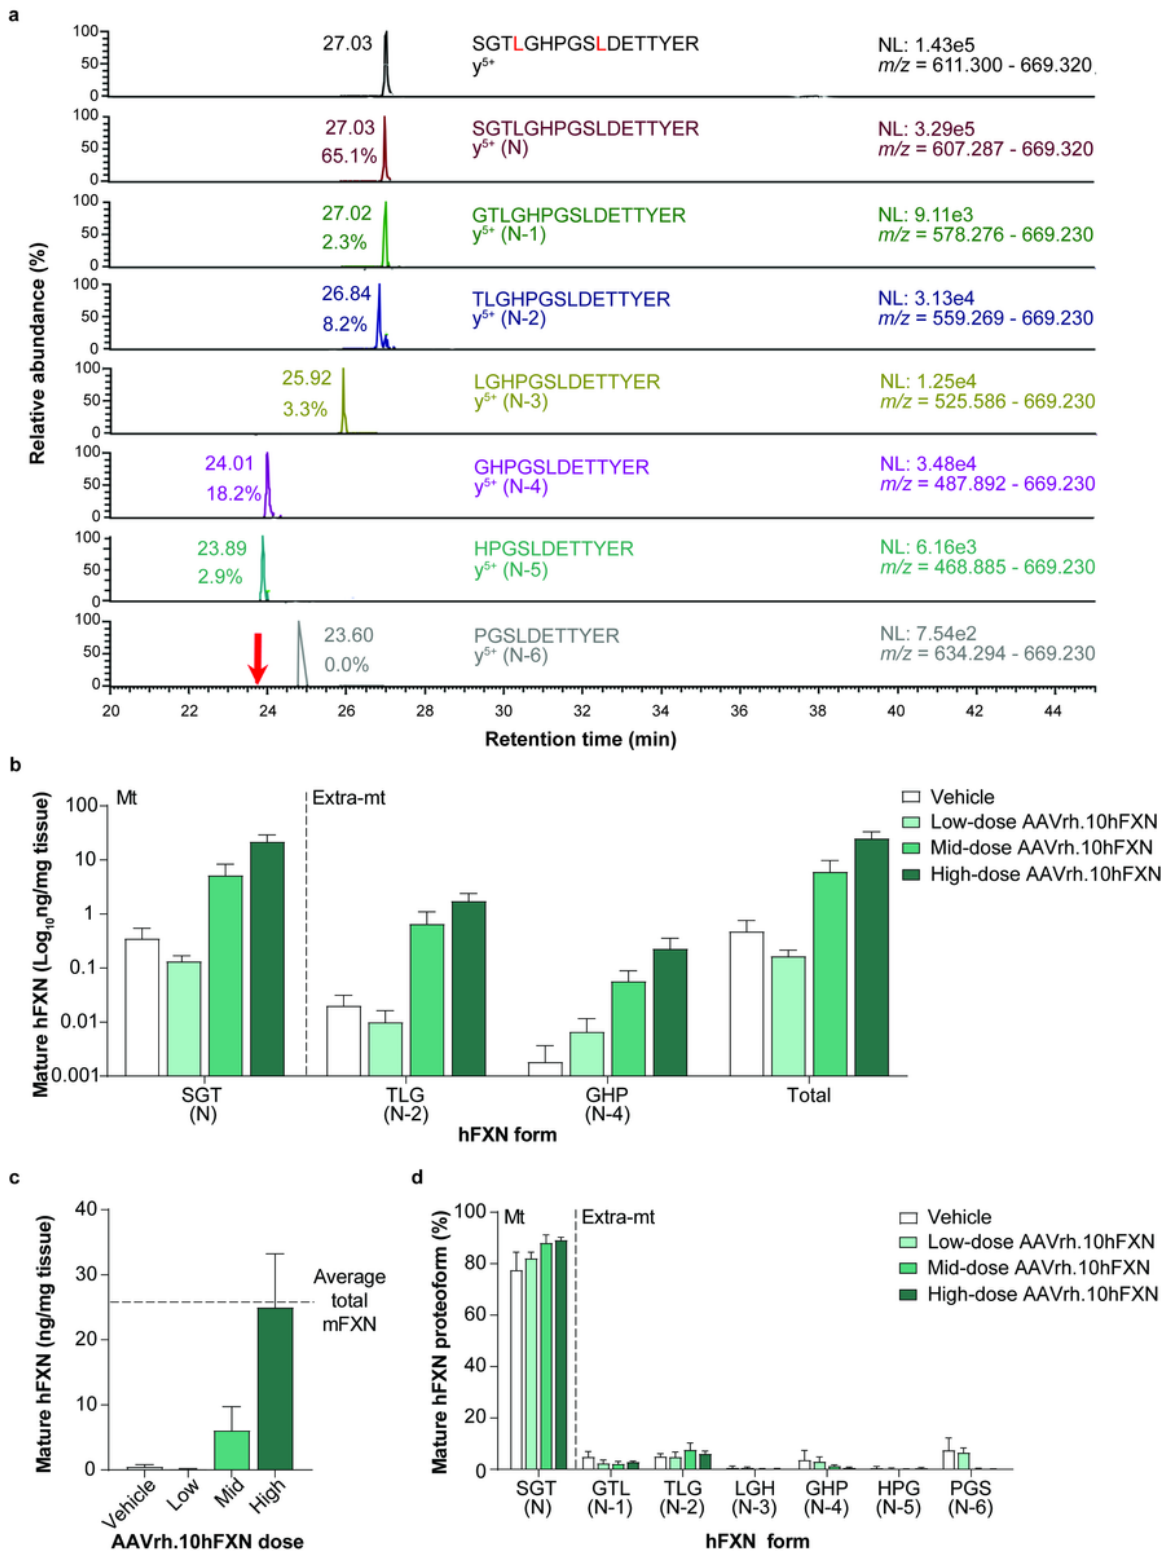 a
Relative abundance (%)
100
50
0
27.03
SGTLGHPGSLDETTYER
y5+
NL: 1.43e5
m/z = 611.300 - 669.320
100
50
0
27.03
65.1%
SGTLGHPGSLDETTYER
y5+ (N)
NL: 3.29e5
m/z = 607.287 - 669.320
100
50
0
27.02
2.3%
GTLGHPGSLDETTYER
y5+ (N-1)
NL: 9.11e3
m/z = 578.276 - 669.230
100
50
0
26.84
8.2%
TLGHPGSLDETTYER
y5+ (N-2)
NL: 3.13e4
m/z = 559.269 - 669.230
100
50
0
25.92
3.3%
LGHPGSLDETTYER
y5+ (N-3)
NL: 1.25e4
m/z = 525.586 - 669.230
100
50
0
24.01
18.2%
GHPGSLDETTYER
y5+ (N-4)
NL: 3.48e4
m/z = 487.892 - 669.230
100
50
0
23.89
2.9%
HPGSLDETTYER
y5+ (N-5)
NL: 6.16e3
m/z = 468.885 - 669.230
100
50
0
23.60
0.0%
PGSLDETTYER
y5+ (N-6)
NL: 7.54e2
m/z = 634.294 - 669.230
20 22 24 26 28 30 32 34 36 38 40 42 44
Retention time (min)
b
Mature hFXN (Log10ng/mg tissue)
100
10
1
0.1
0.01
0.001
Mt
Extra-mt
Vehicle
Low-dose AAVrh.10hFXN
Mid-dose AAVrh.10hFXN
High-dose AAVrh.10hFXN
SGT TLG GHP Total
(N) (N-2) (N-4)
hFXN form
c
Mature hFXN (ng/mg tissue)
40
30
20
10
0
Average
total
mFXN
Vehicle Low Mid High
AAVrh.10hFXN dose
d
Mature hFXN proteoform (%)
100
80
60
40
20
0
Mt
Extra-mt
Vehicle
Low-dose AAVrh.10hFXN
Mid-dose AAVrh.10hFXN
High-dose AAVrh.10hFXN
SGT GTL TLG LGH GHP HPG PGS
(N) (N-1) (N-2) (N-3) (N-4) (N-5) (N-6)
hFXN form